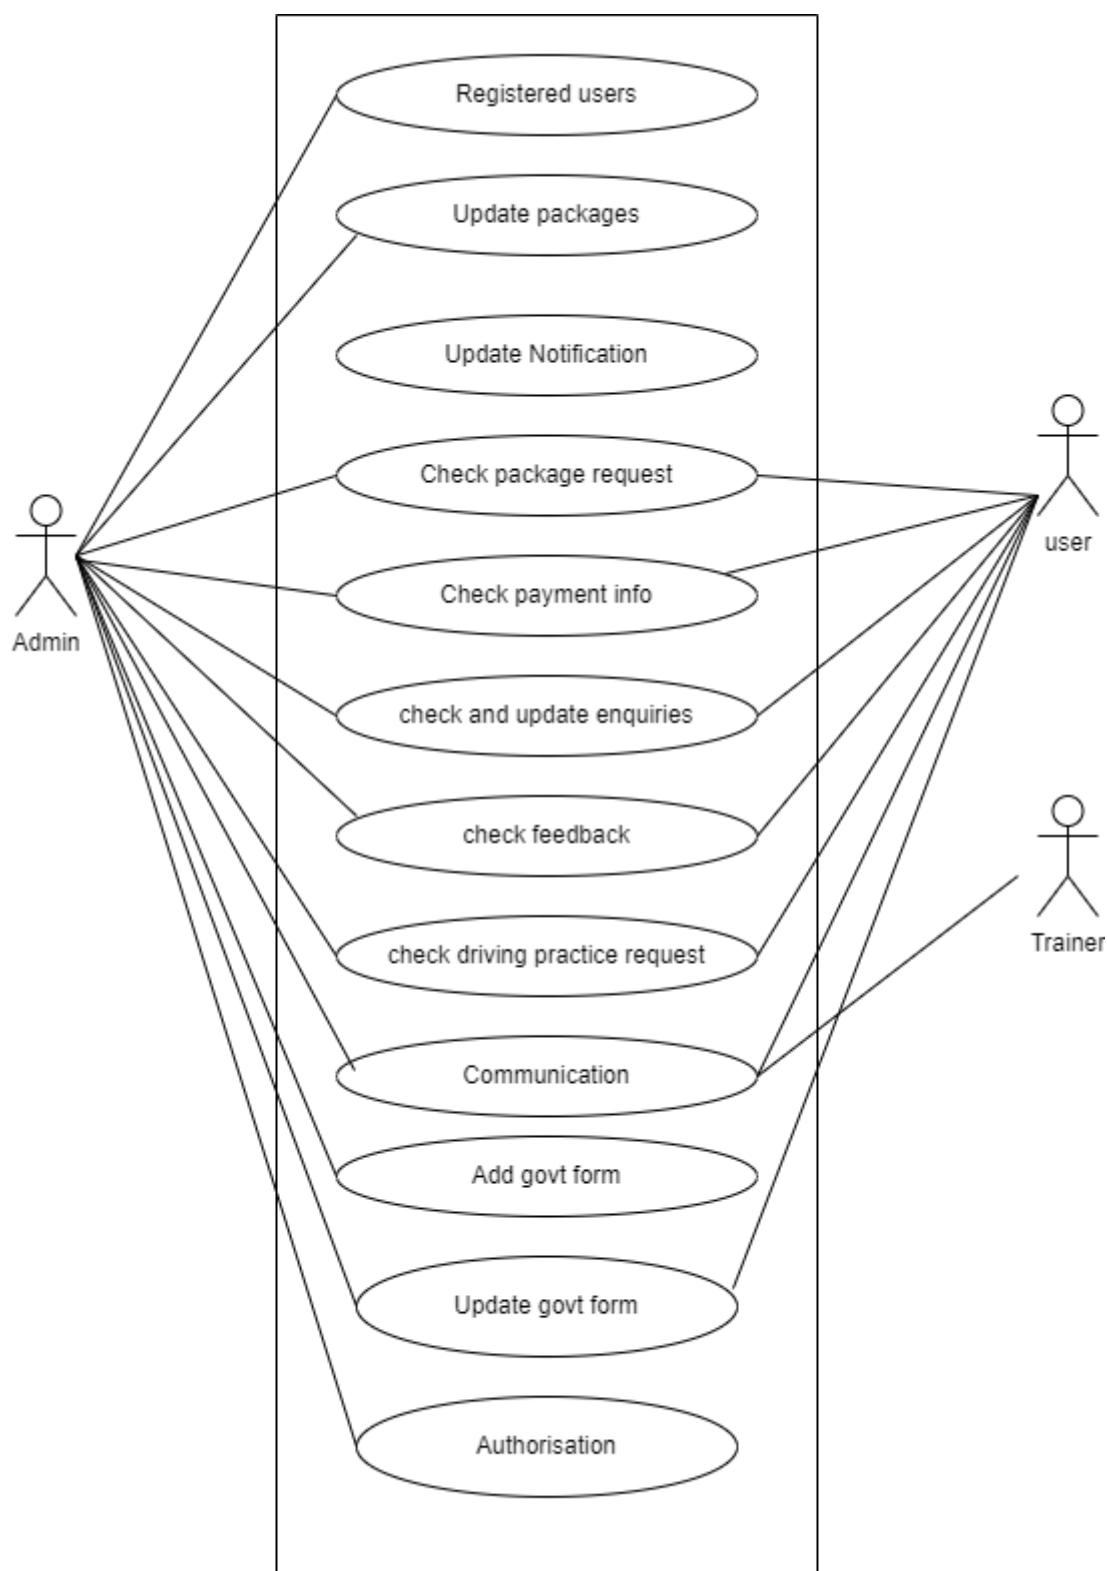 Registered users
Update packages
Update Notification
Check package request
user
Check payment info
Admin
check and update enquiries
check feedback
Trainer
check driving practice request
Communication
Add govt form
Update govt form
Authorisation